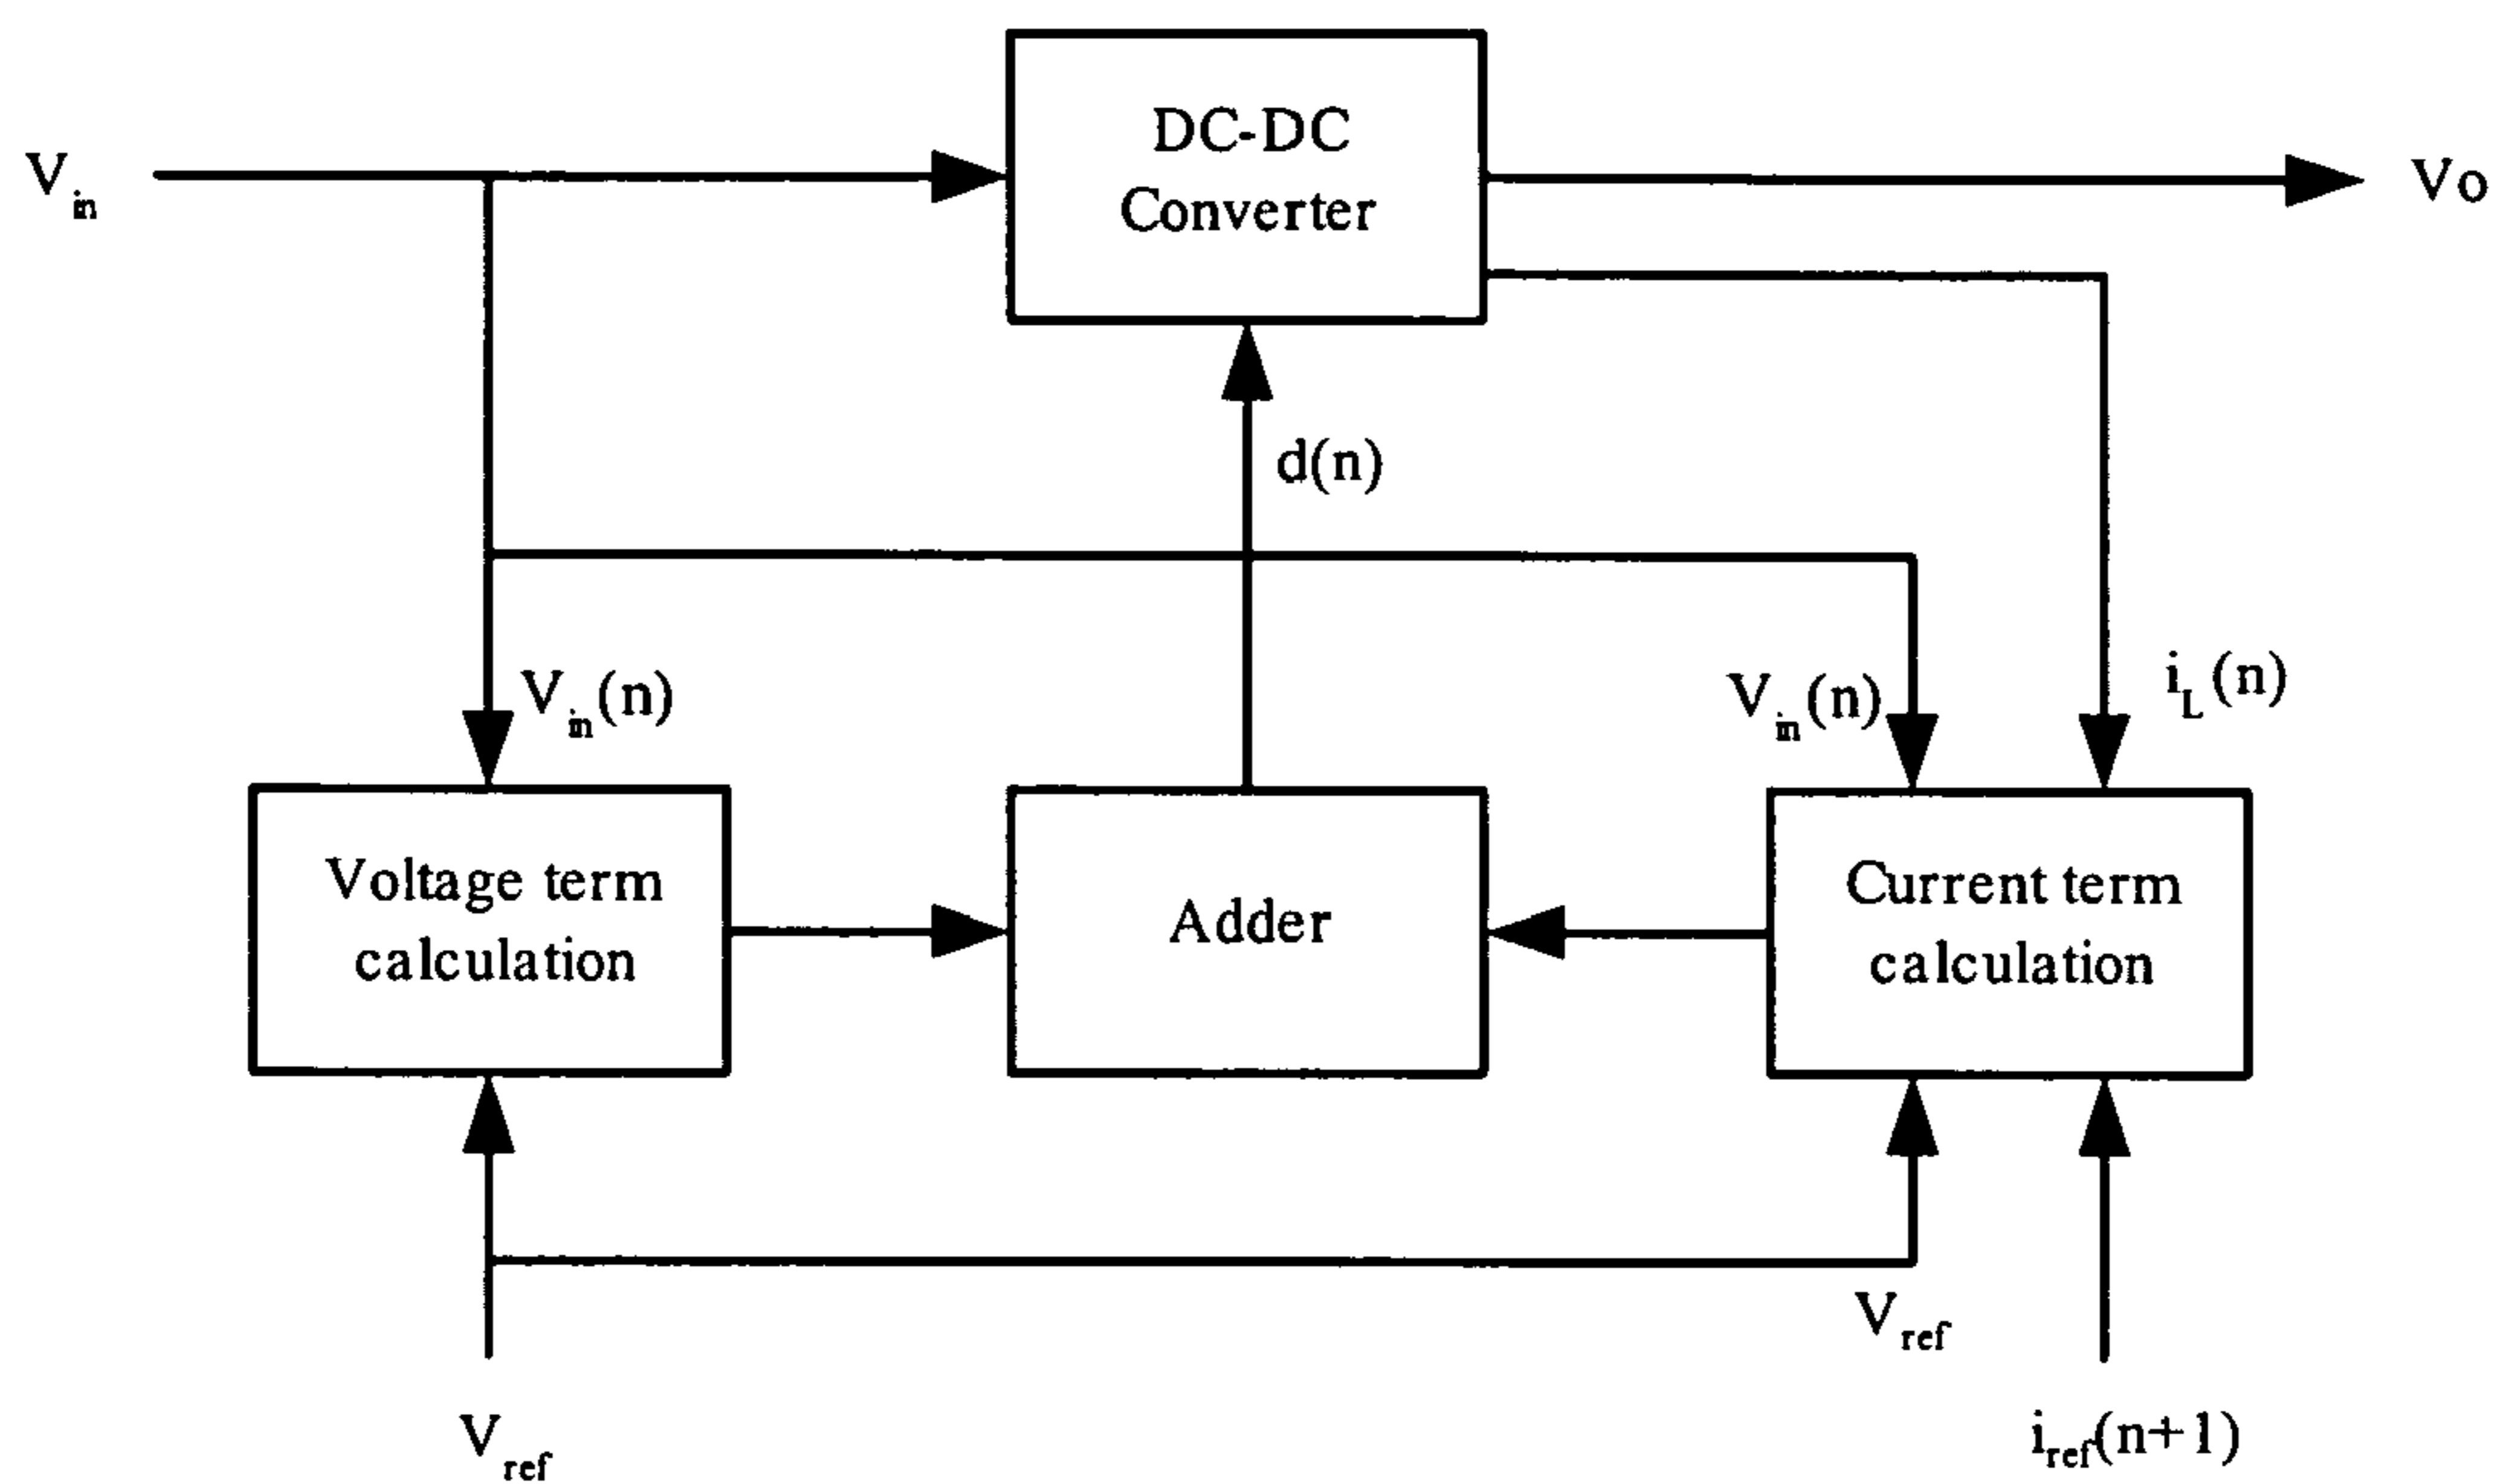 DC-DC
Converter
V_in
Vo
d(n)
V_in(n)
V_in(n)
i_L(n)
Voltage term
calculation
Adder
Current term
calculation
V_ref
V_ref
i_ref(n+1)